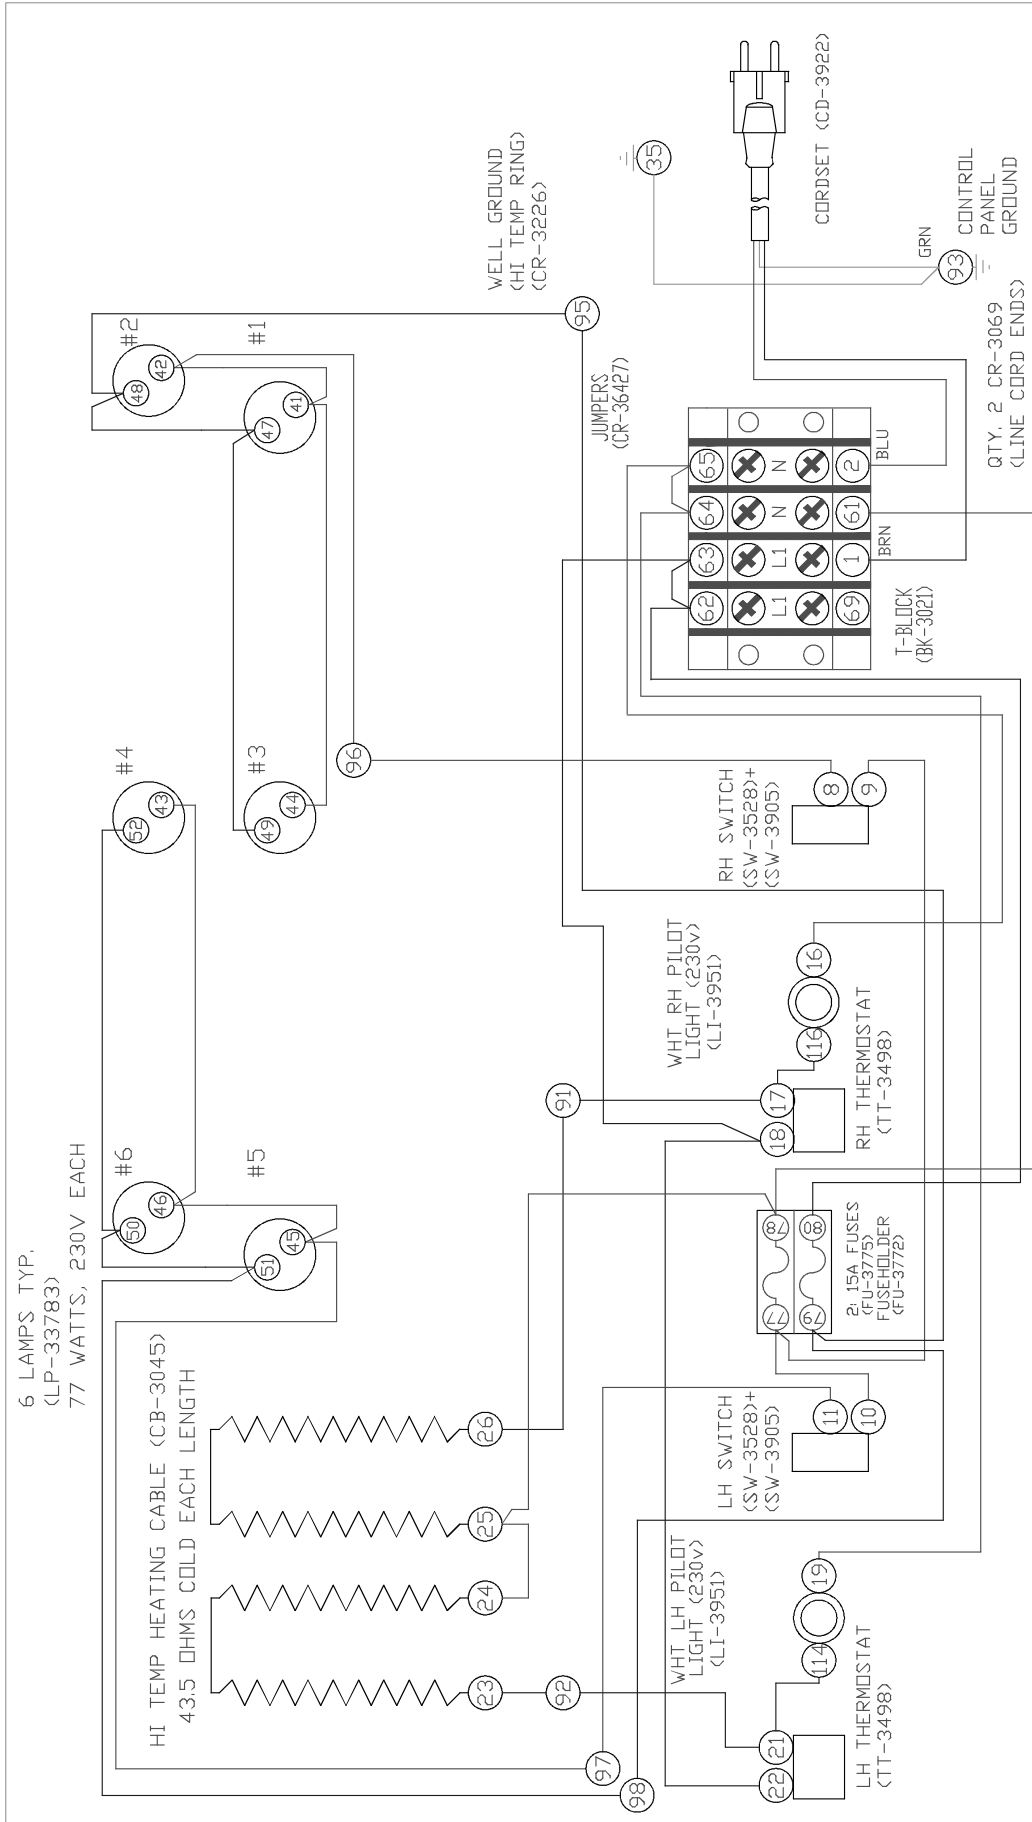 6 LAMPS TYP.
(LP-33783)
77 WATTS, 230V EACH
HI TEMP HEATING CABLE (CB-3045)
43.5 OHMS COLD EACH LENGTH
#6
50
46
#5
51
45
#4
52
43
#3
49
44
#2
48
42
#1
47
41
WELL GROUND
(HI TEMP RING)
(CR-3226)
23
24
25
26
92
91
96
95
97
98
35
JUMPERS
(CR-36427)
CORDSET (CD-3922)
GRN
93
CONTROL
PANEL
GROUND
QTY. 2 CR-3069
(LINE CORD ENDS)
62
63
64
65
L1
L1
N
N
69
1
61
2
BRN
BLU
T-BLOCK
(BK-3021)
WHT LH PILOT
LIGHT (230v)
(LI-3951)
22
21
114
19
LH THERMOSTAT
(TT-3498)
LH SWITCH
(SW-3528)+
(SW-3905)
11
10
77
78
79
80
2: 15A FUSES
(FU-3775)
FUSEHOLDER
(FU-3772)
WHT RH PILOT
LIGHT (230v)
(LI-3951)
18
17
116
16
RH THERMOSTAT
(TT-3498)
RH SWITCH
(SW-3528)+
(SW-3905)
8
9